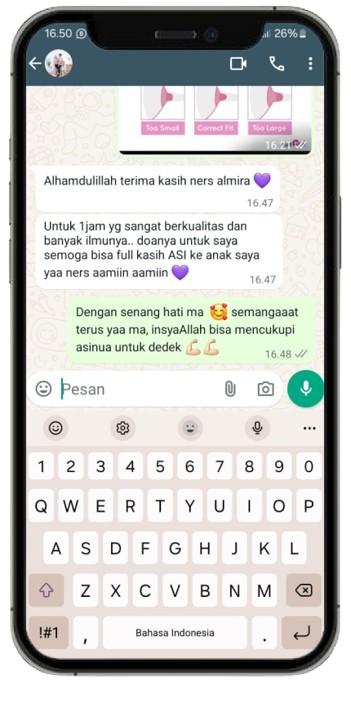 16.50
26%
Too Small
Correct Fit
Too Large
16.21
Alhamdulillah terima kasih ners almira 💜
16.47
Untuk 1jam yg sangat berkualitas dan
banyak ilmunya.. doanya untuk saya
semoga bisa full kasih ASI ke anak saya
yaa ners aamiin aamiin 💜
16.47
Dengan senang hati ma 🥰 semangaaat
terus yaa ma, insyaAllah bisa mencukupi
asinua untuk dedek 💪🏻💪🏻
16.48
Pesan
1 2 3 4 5 6 7 8 9 0
Q W E R T Y U I O P
A S D F G H J K L
Z X C V B N M
!#1 , Bahasa Indonesia .